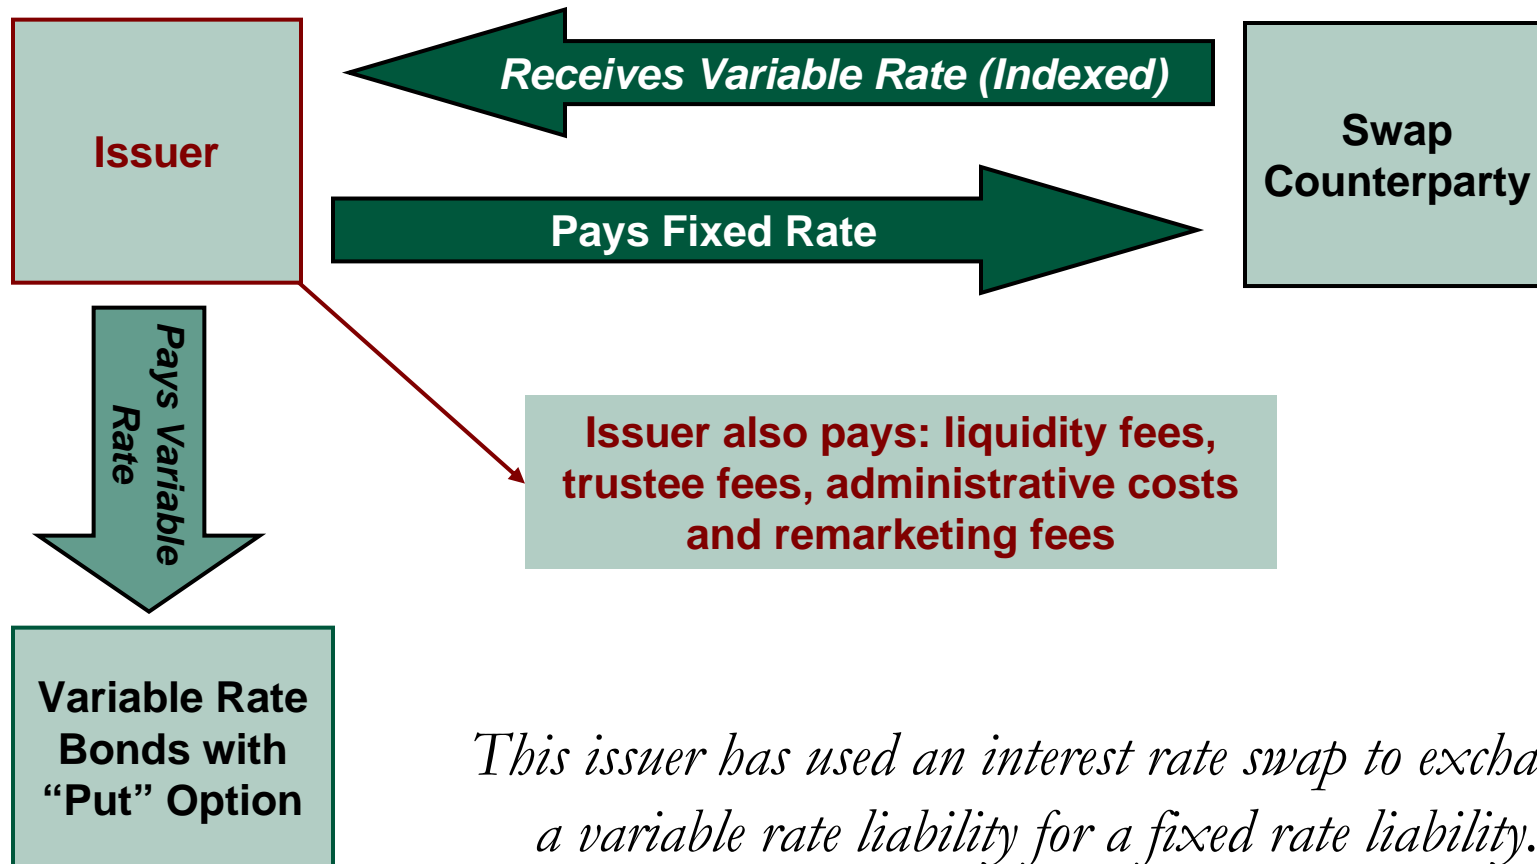 Receives Variable Rate (Indexed)
Issuer
Swap
Counterparty
Pays Fixed Rate
Pays Variable
Rate
Issuer also pays: liquidity fees,
trustee fees, administrative costs
and remarketing fees
Variable Rate
Bonds with
“Put” Option
This issuer has used an interest rate swap to
a variable rate liability for a fixed rate liability.